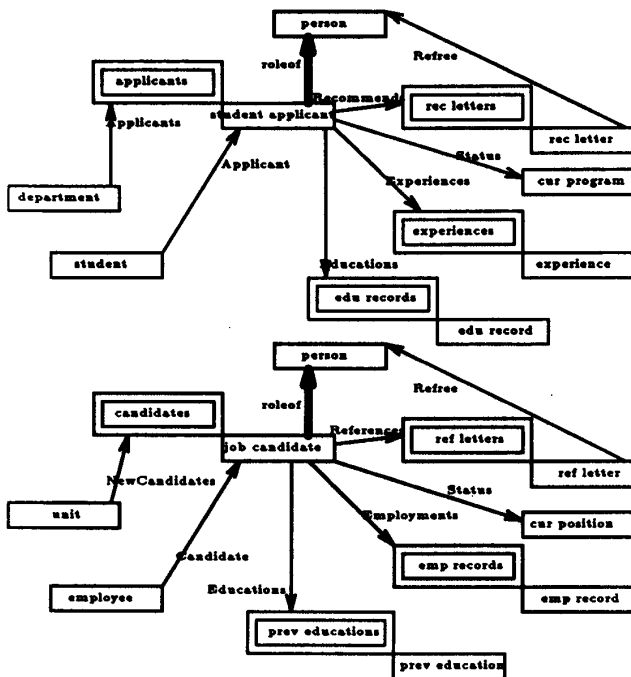 person
roleof
Refree
applicants
Recommends
rec letters
Applicants
student applicant
rec letter
Status
Applicant
Experiences
cur program
department
experiences
student
Educations
experience
edu records
edu record
person
Refree
roleof
candidates
References
ref letters
job candidate
ref letter
NewCandidates
Status
unit
Employments
cur position
Candidate
emp records
employee
Educations
emp record
prev educations
prev education